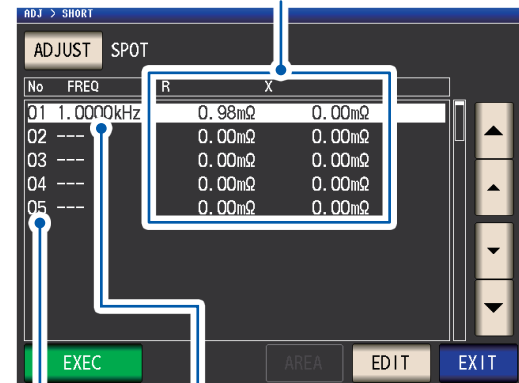 ADJ > SHORT
ADJUST SPOT
No FREQ R X
01 1.0000kHz 0.98mΩ 0.00mΩ
02 --- 0.00mΩ 0.00mΩ
03 --- 0.00mΩ 0.00mΩ
04 --- 0.00mΩ 0.00mΩ
05 --- 0.00mΩ 0.00mΩ
EXEC AREA EDIT EXIT